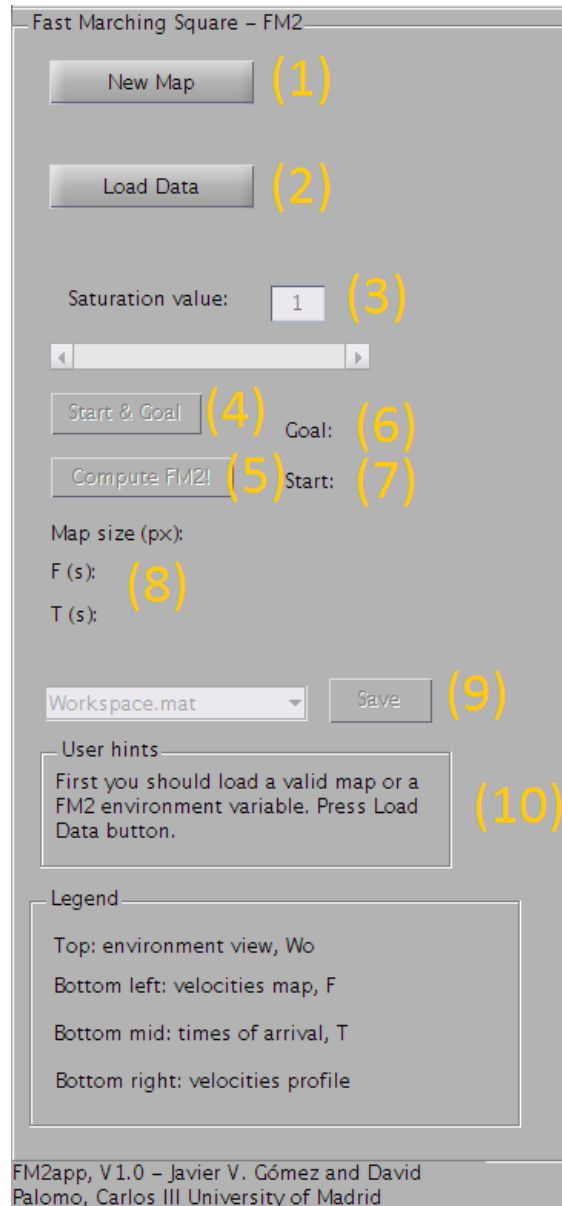 Fast Marching Square – FM2
New Map (1)
Load Data (2)
Saturation value: 1 (3)
Start & Goal (4)
Goal: (6)
Compute FM2! (5)
Start: (7)
Map size (px):
F (s): (8)
T (s):
Workspace.mat Save (9)
User hints
First you should load a valid map or a
FM2 environment variable. Press Load
Data button.
(10)
Legend
Top: environment view, Wo
Bottom left: velocities map, F
Bottom mid: times of arrival, T
Bottom right: velocities profile
FM2app, V1.0 – Javier V. Gómez and David
Palomo, Carlos III University of Madrid